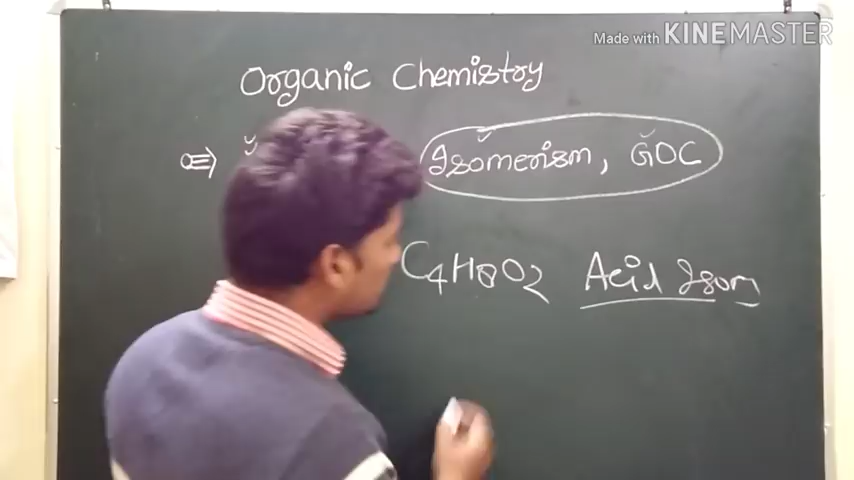 Made with KINEMASTER
Organic Chemistry
⇒ Isomerism, GOC
C4H8O2 Acid Isom